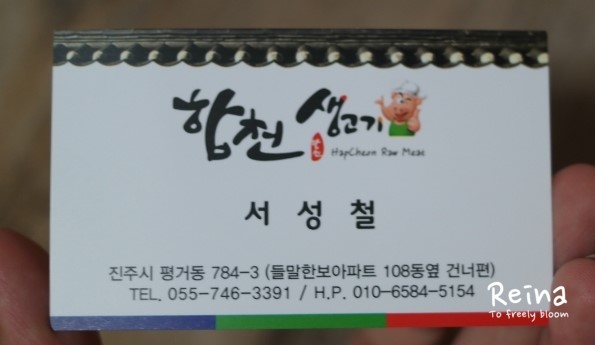 합천 생고기
HapCheon Raw Meat
서 성 철
진주시 평거동 784-3 (들말한보아파트 108동옆 건너편)
TEL. 055-746-3391 / H.P. 010-6584-5154
Reina
To freely bloom